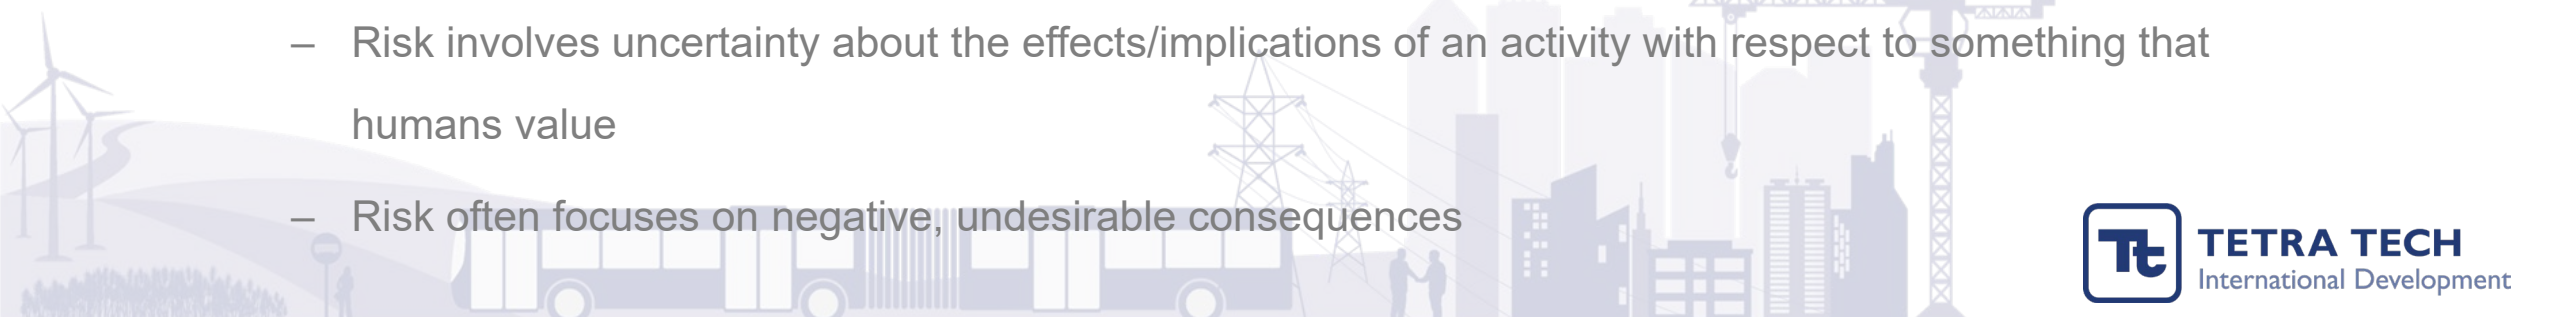 – Risk involves uncertainty about the effects/implications of an activity with respect to something that
humans value
– Risk often focuses on negative, undesirable consequences
Tt TETRA TECH
International Development